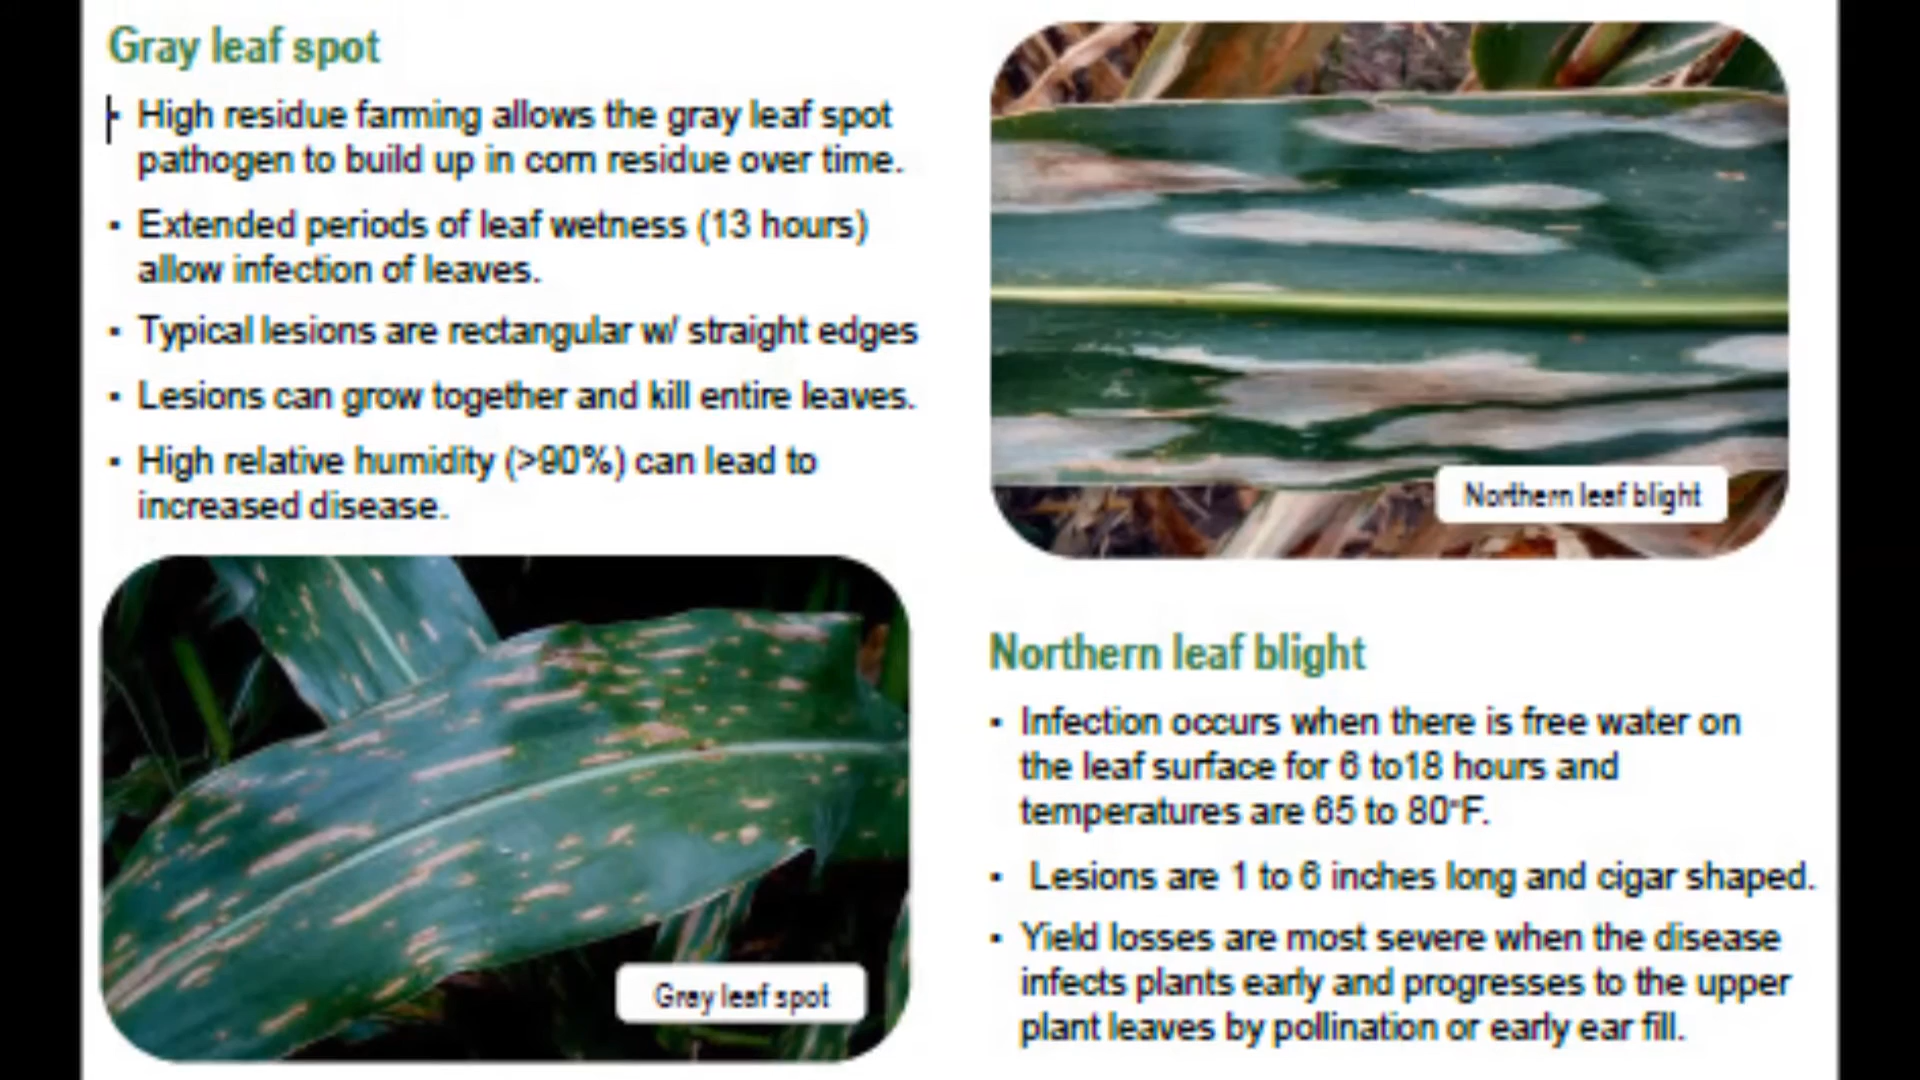 Gray leaf spot
· High residue farming allows the gray leaf spot
pathogen to build up in corn residue over time.
· Extended periods of leaf wetness (13 hours)
allow infection of leaves.
· Typical lesions are rectangular w/ straight edges
· Lesions can grow together and kill entire leaves.
· High relative humidity (>90%) can lead to
increased disease.
Gray leaf spot
Northern leaf blight
Northern leaf blight
· Infection occurs when there is free water on
the leaf surface for 6 to18 hours and
temperatures are 65 to 80°F.
· Lesions are 1 to 6 inches long and cigar shaped.
· Yield losses are most severe when the disease
infects plants early and progresses to the upper
plant leaves by pollination or early ear fill.